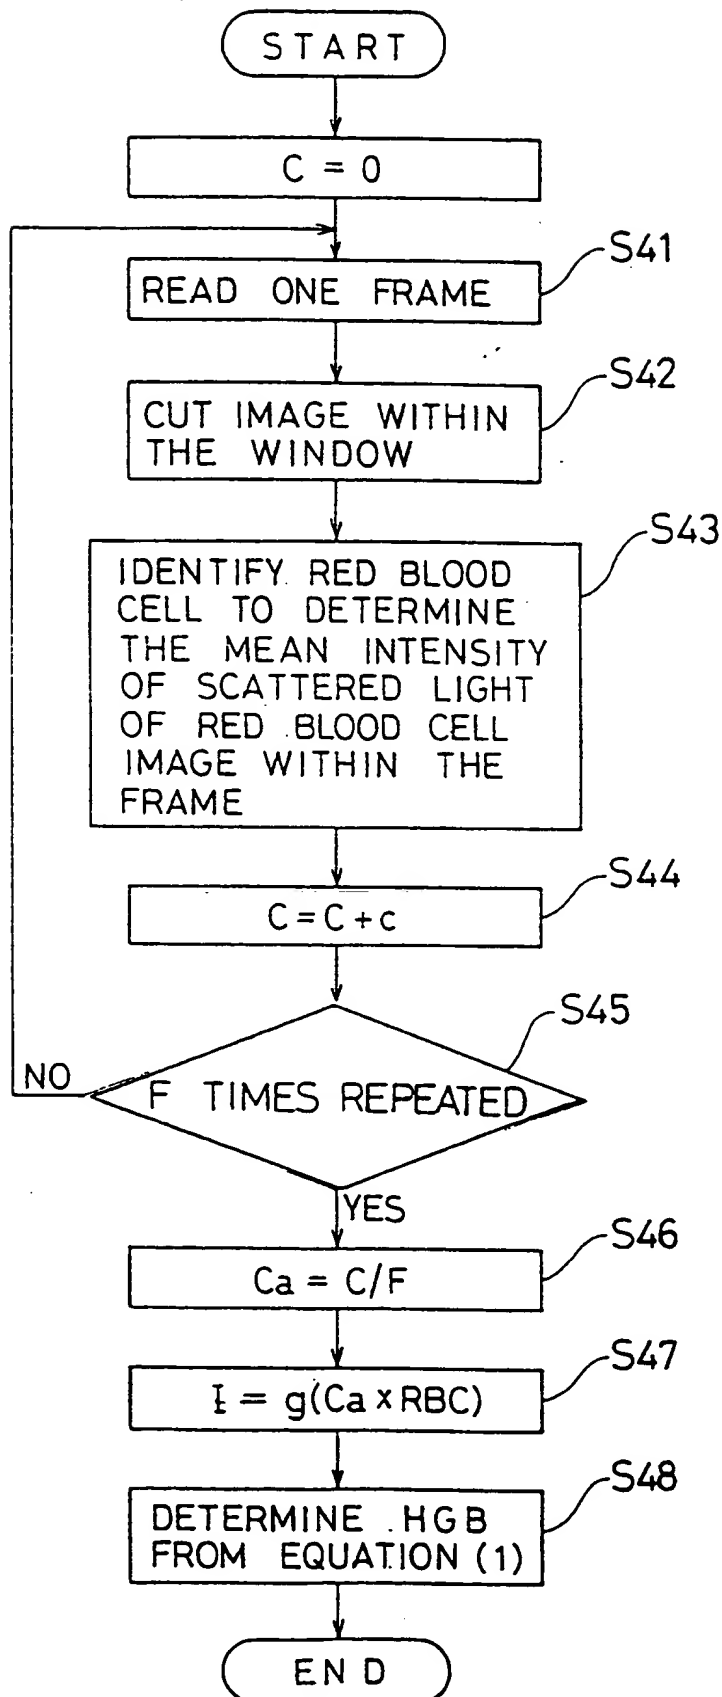 START
C = 0
S41
READ ONE FRAME
S42
CUT IMAGE WITHIN
THE WINDOW
S43
IDENTIFY RED BLOOD
CELL TO DETERMINE
THE MEAN INTENSITY
OF SCATTERED LIGHT
OF RED BLOOD CELL
IMAGE WITHIN THE
FRAME
S44
C = C + c
S45
F TIMES REPEATED
NO
YES
S46
Ca = C/F
S47
I = g(Ca x RBC)
S48
DETERMINE HGB
FROM EQUATION (1)
END